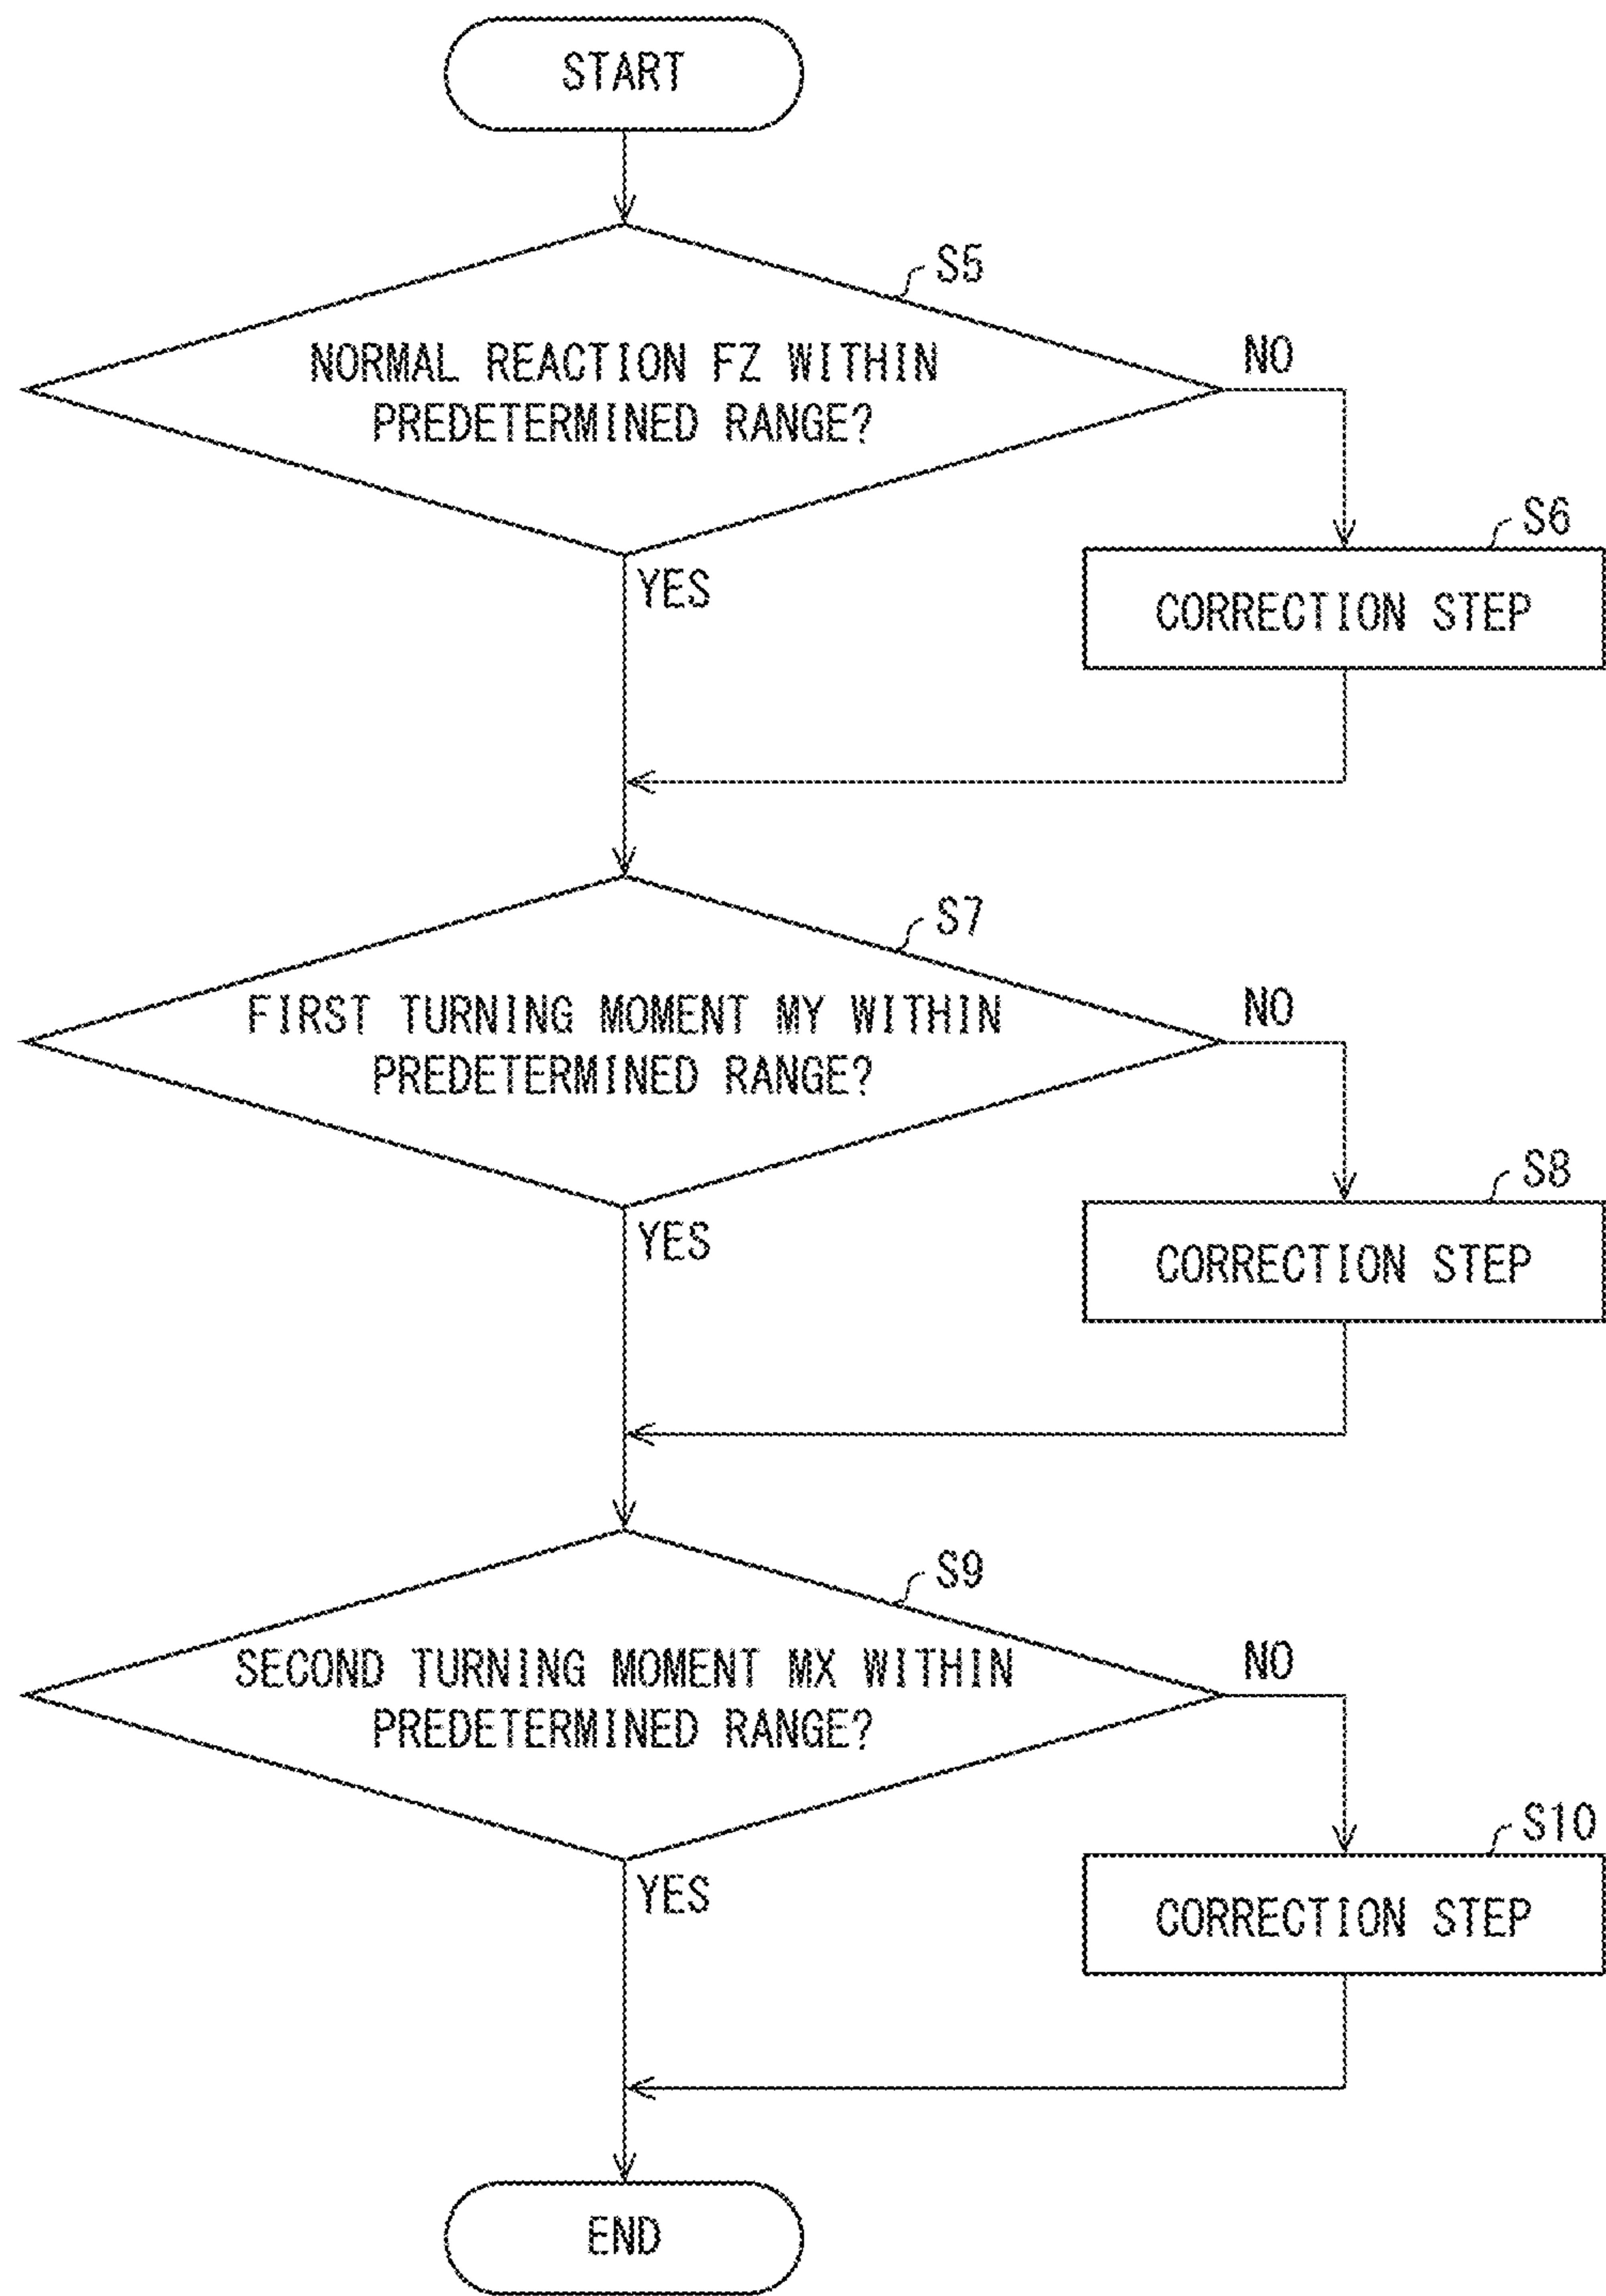 START
S5
NORMAL REACTION FZ WITHIN
PREDETERMINED RANGE?
NO
YES
S6
CORRECTION STEP
S7
FIRST TURNING MOMENT MY WITHIN
PREDETERMINED RANGE?
NO
YES
S8
CORRECTION STEP
S9
SECOND TURNING MOMENT MX WITHIN
PREDETERMINED RANGE?
NO
YES
S10
CORRECTION STEP
END